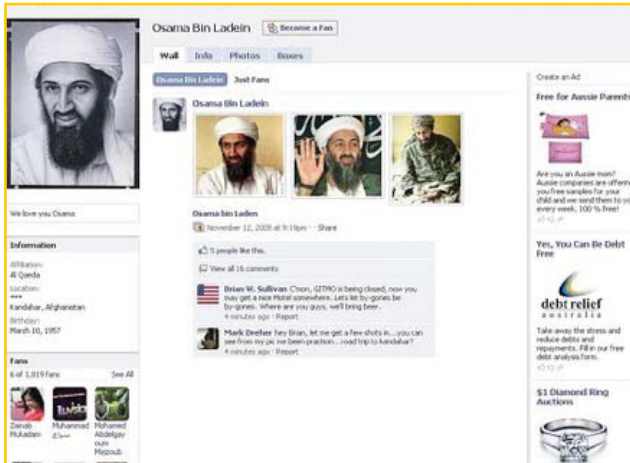 Osama Bin Ladein
Become a Fan
Wall Info Photos Boxes
Osama Bin Ladein Just Fans
Osama Bin Ladein
Osama bin Laden
November 12, 2008 at 9:19pm · Share
5 people like this.
View all 16 comments
Brian W. Sullivan C'mon, GITMO is being closed, now you
may get a nice Motel somewhere. Lets let by-gones be
by-gones. Where are you guys, we'll bring beer.
4 minutes ago · Report
Mark Dreher hey Brian, let me get a few shots in...you can
see from my pic ive been practicin...road trip to kandahar?
4 minutes ago · Report
We love you Osama
Information
Affiliation:
Al Qaeda
Location:
***
Kandahar, Afghanistan
Birthday:
March 10, 1957
Fans
6 of 1,019 fans See All
Zainab
Mukadam
Muhammad
Mohamed
Abdelgay
oum
Majzoub
Create an Ad
Free for Aussie Parents
Are you an Aussie mom?
Aussie companies are offering
you free samples for your
child and we send them to you
every week, 100 % free!
Yes, You Can Be Debt
Free
debt relief
australia
Take away the stress and
reduce debts and
repayments. Fill in our free
debt analysis form.
$1 Diamond Ring
Auctions